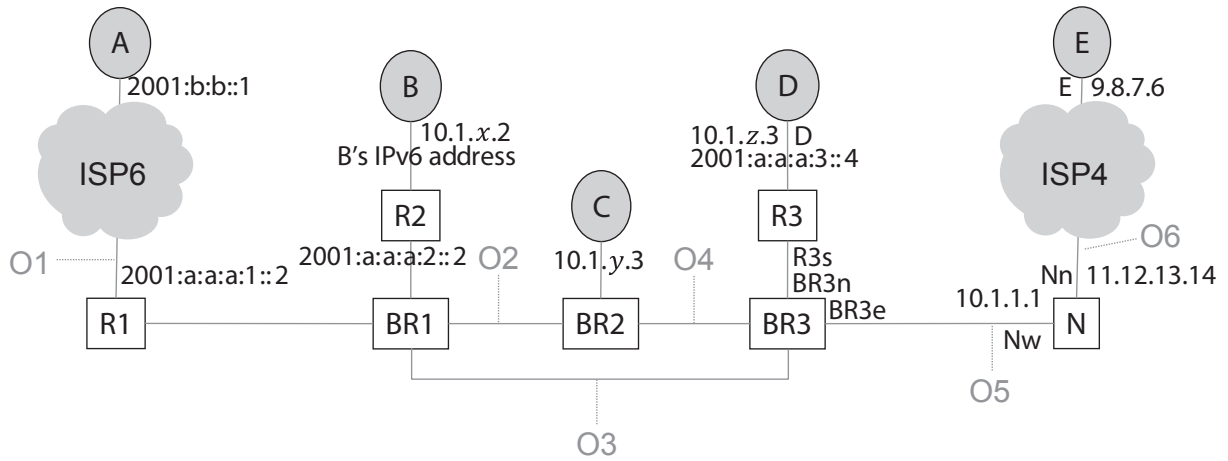 A
2001:b:b::1
ISP6
O1
2001:a:a:a:1::2
R1
B
10.1.x.2
B's IPv6 address
R2
2001:a:a:a:2::2
BR1
O2
C
10.1.y.3
BR2
O4
D
10.1.z.3 D
2001:a:a:a:3::4
R3
R3s
BR3n
BR3
BR3e
O3
E
E 9.8.7.6
ISP4
O6
Nn 11.12.13.14
10.1.1.1
N
Nw
O5